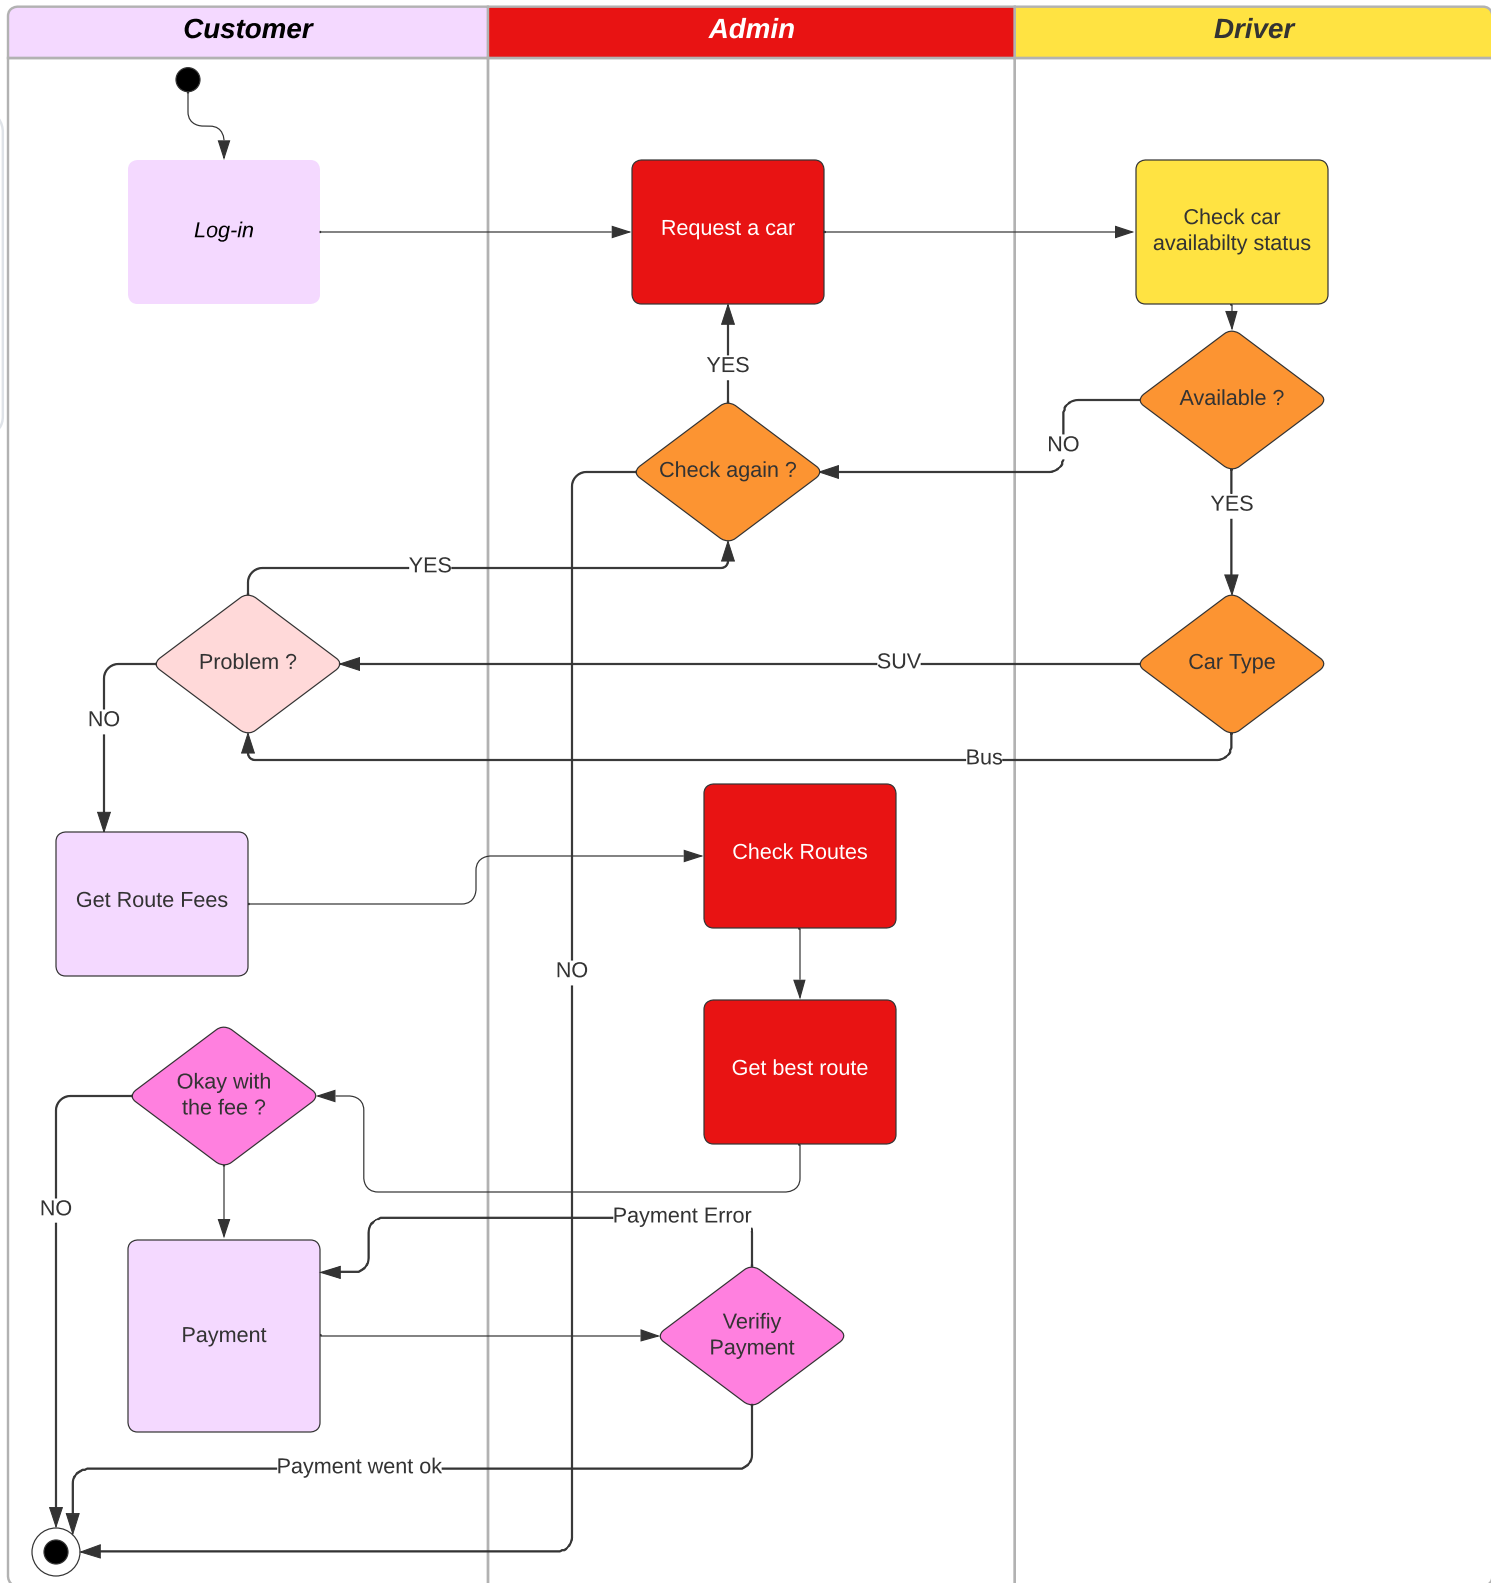 Customer
Admin
Driver
Log-in
Request a car
Check car
availabilty status
YES
Available ?
NO
Check again ?
YES
YES
Problem ?
SUV
Car Type
NO
Bus
Check Routes
Get Route Fees
NO
Get best route
Okay with
the fee ?
NO
Payment Error
Payment
Verifiy
Payment
Payment went ok